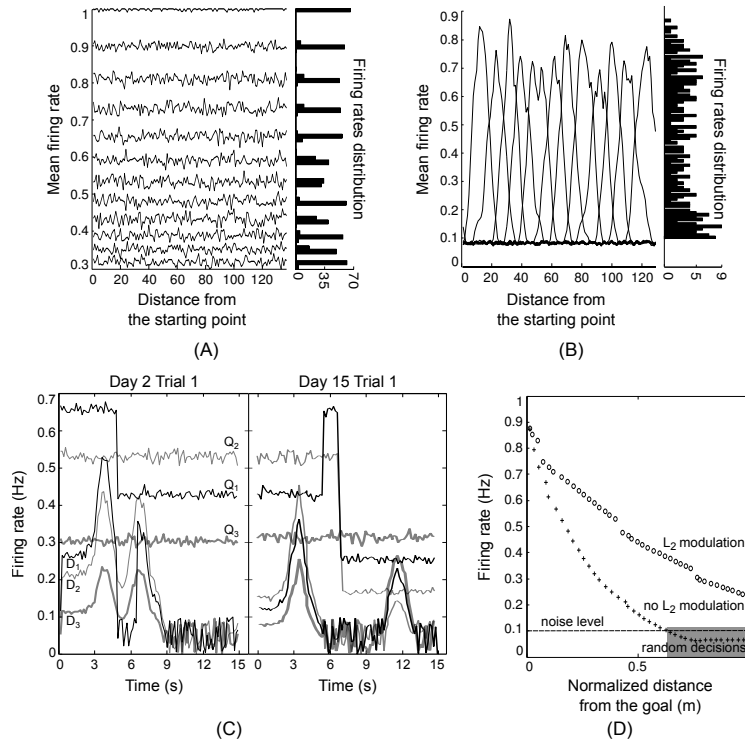 1
0.9
0.8
0.7
0.6
0.5
0.4
0.3
Mean firing rate
0 20 40 60 80 100 120
Distance from
the starting point
0 35 70
Firing rates distribution
(A)
0.9
0.8
0.7
0.6
0.5
0.4
0.3
0.2
0.1
0
Mean firing rate
0 20 40 60 80 100 120
Distance from
the starting point
0 5 9
Firing rates distribution
(B)
Day 2 Trial 1
Day 15 Trial 1
0.7
0.6
0.5
0.4
0.3
0.2
0.1
0
Firing rate (Hz)
Q2
Q1
Q3
D1
D2
D3
0 3 6 9 12 15
Time (s)
0 3 6 9 12 15
Time (s)
(C)
0.9
0.8
0.7
0.6
0.5
0.4
0.3
0.2
0.1
0
Firing rate (Hz)
L2 modulation
no L2 modulation
noise level
random decisions
0 0.5
Normalized distance
from the goal (m)
(D)